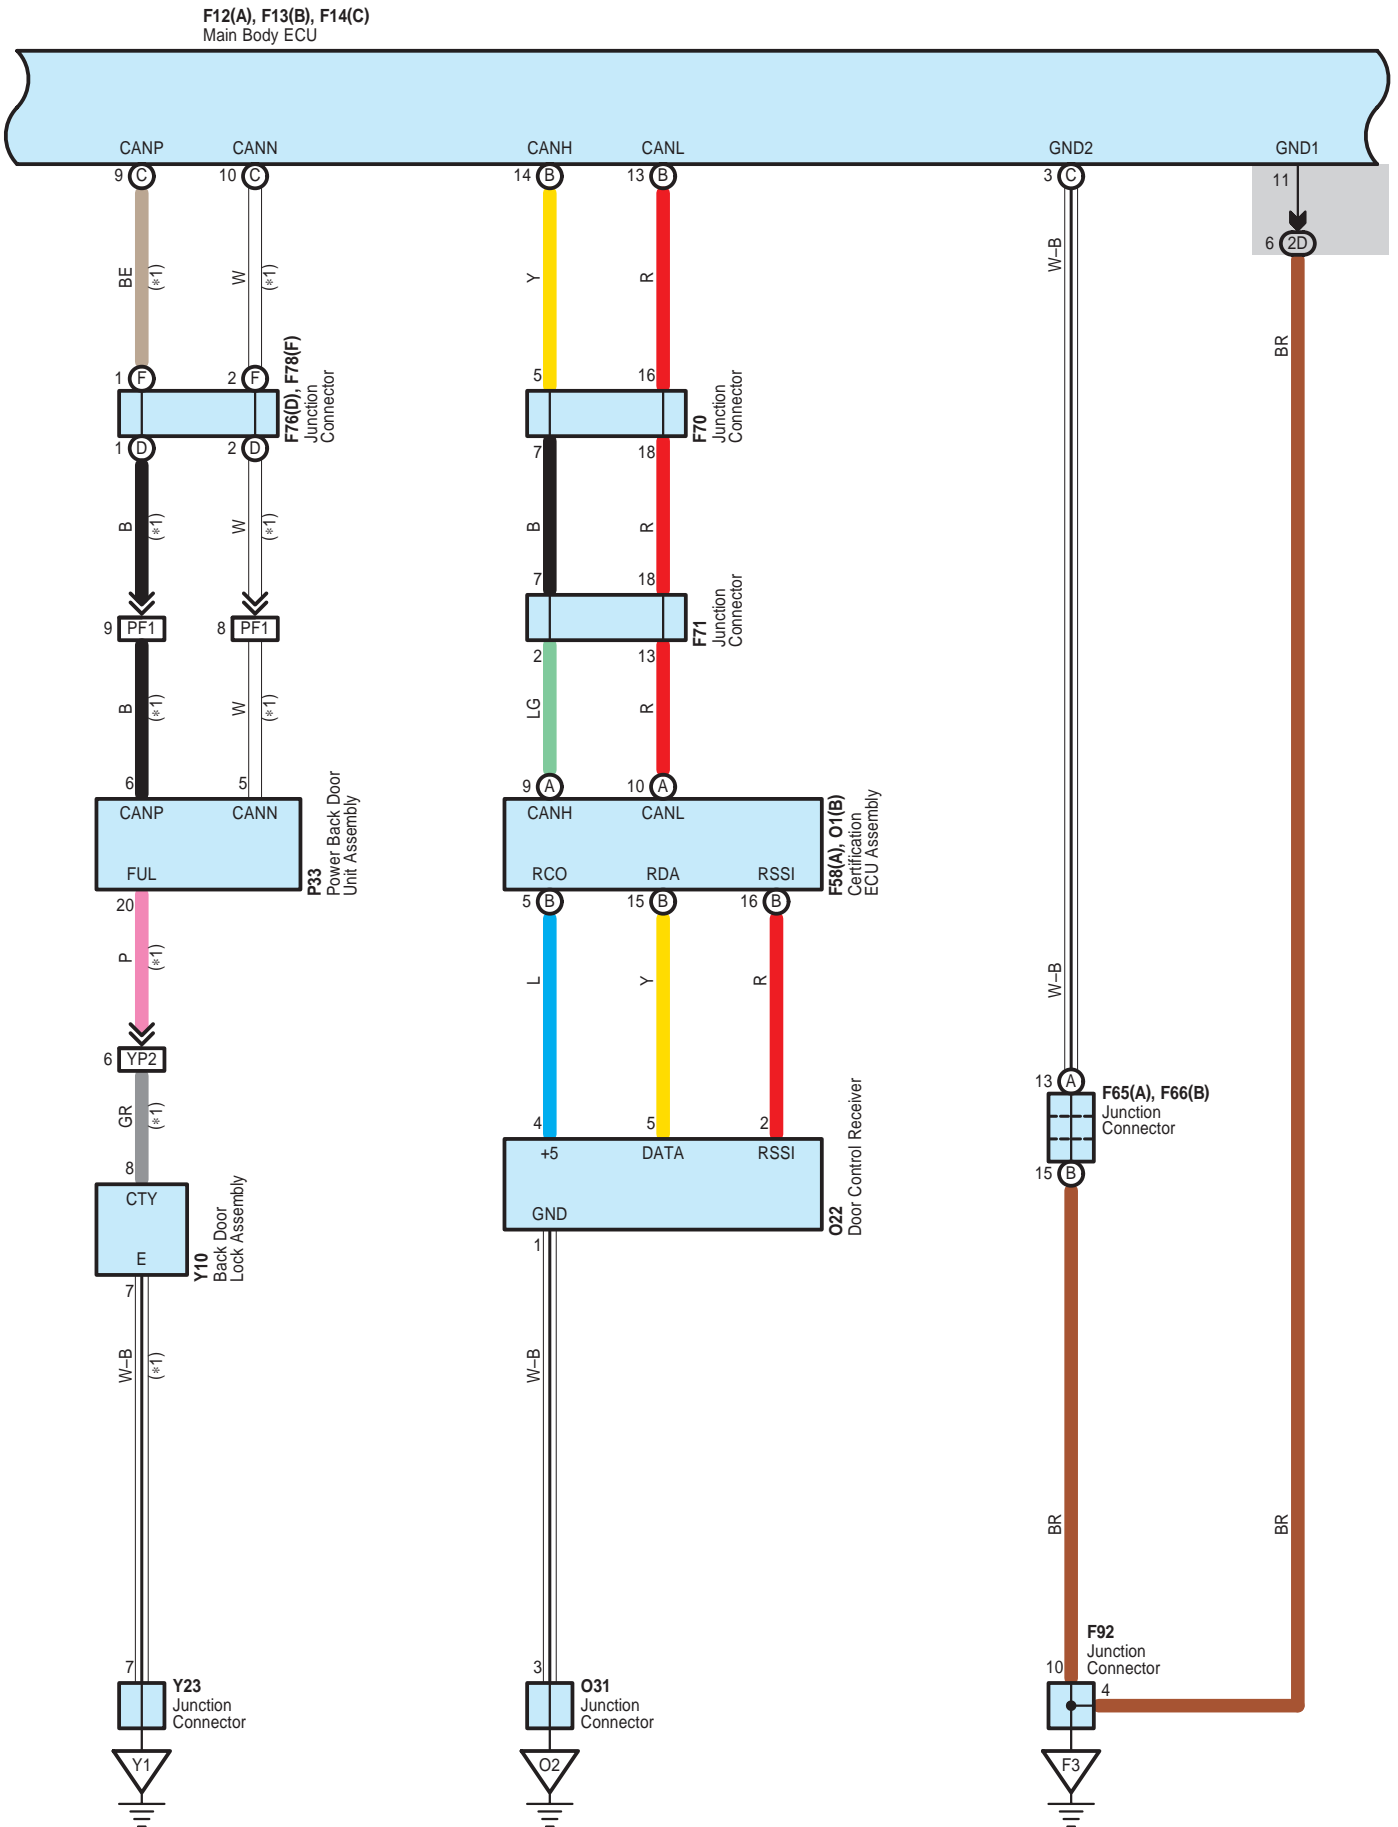 F12(A), F13(B), F14(C)
Main Body ECU
CANP
CANN
CANH
CANL
GND2
GND1
9 C
10 C
14 B
13 B
3 C
11
6 2D
BE
(*1)
W
(*1)
Y
R
W–B
BR
1 F
2 F
F76(D), F78(F)
Junction
Connector
5
16
F70
Junction
Connector
1 D
2 D
7
18
B
(*1)
W
(*1)
B
R
7
18
F71
Junction
Connector
9 PF1
8 PF1
2
13
B
(*1)
W
(*1)
LG
R
6
5
9 A
10 A
CANP
CANN
P33
Power Back Door
Unit Assembly
CANH
CANL
F58(A), O1(B)
Certification
ECU Assembly
FUL
RCO
RDA
RSSI
20
5 B
15 B
16 B
P
(*1)
L
Y
R
W–B
6 YP2
13 A
F65(A), F66(B)
Junction
Connector
GR
(*1)
4
5
2
+5
DATA
RSSI
O22
Door Control Receiver
8
15 B
CTY
Y10
Back Door
Lock Assembly
GND
E
1
7
W–B
(*1)
W–B
BR
BR
7
Y23
Junction
Connector
3
O31
Junction
Connector
F92
Junction
Connector
10
4
Y1
O2
F3